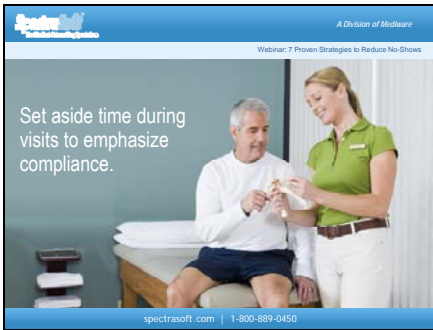 SpectraSoft
A Division of Mediware
Webinar: 7 Proven Strategies to Reduce No-Shows
Set aside time during
visits to emphasize
compliance.
spectrasoft.com | 1-800-889-0450